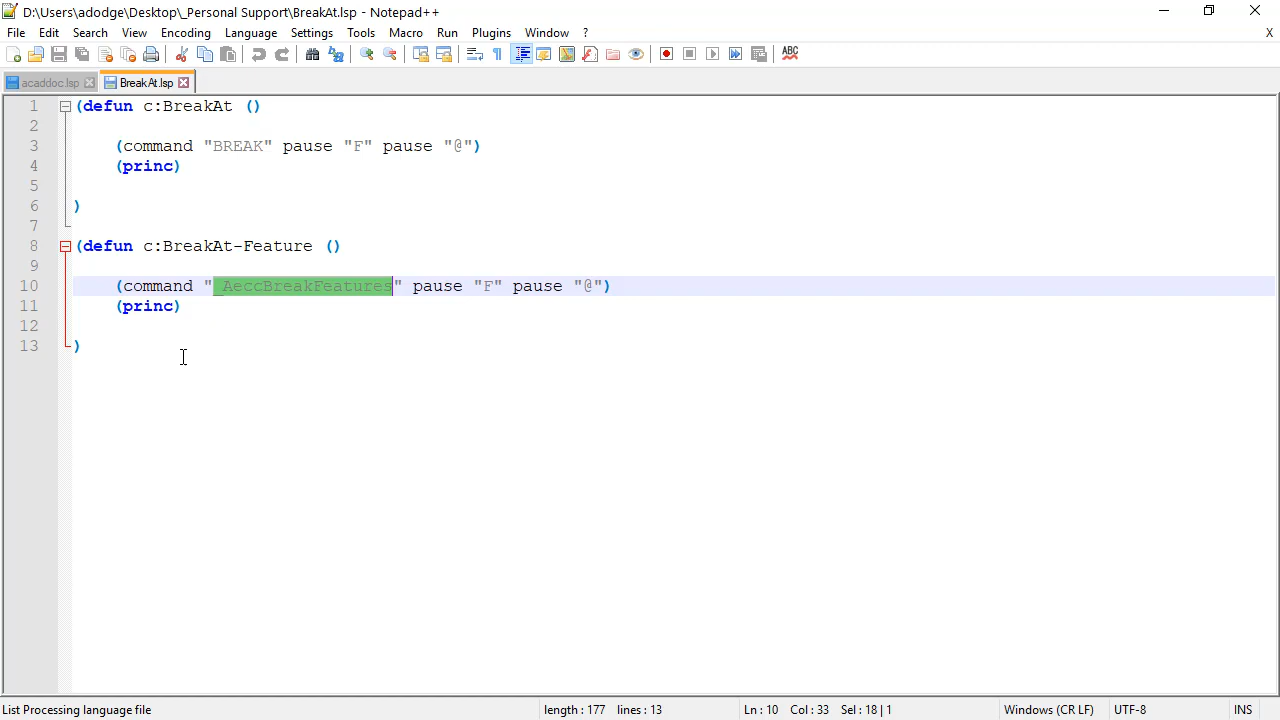 D:\Users\adodge\Desktop\_Personal Support\BreakAt.lsp - Notepad++
File Edit Search View Encoding Language Settings Tools Macro Run Plugins Window ? X
ABC
acaddoc.lsp BreakAt.lsp
1 (defun c:BreakAt ()
2
3 (command "BREAK" pause "F" pause "@")
4 (princ)
5
6 )
7
8 (defun c:BreakAt-Feature ()
9
10 (command "_AeccBreakFeatures" pause "F" pause "@")
11 (princ)
12
13 )
List Processing language file length : 177 lines : 13 Ln : 10 Col : 33 Sel : 18 | 1 Windows (CR LF) UTF-8 INS